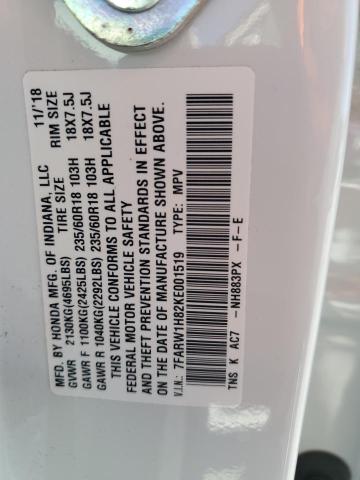 MFD. BY HONDA MFG. OF INDIANA, LLC 11/'18
TIRE SIZE RIM SIZE
GVWR 2130KG(4695LBS)
GAWR F 1100KG(2425LBS) 235/60R18 103H 18X7.5J
GAWR R 1040KG(2292LBS) 235/60R18 103H 18X7.5J
THIS VEHICLE CONFORMS TO ALL APPLICABLE
FEDERAL MOTOR VEHICLE SAFETY
AND THEFT PREVENTION STANDARDS IN EFFECT
ON THE DATE OF MANUFACTURE SHOWN ABOVE.
V.I.N.: 7FARW1H82KE001519 TYPE: MPV
TNS K AC7 -NH883PX -F-E